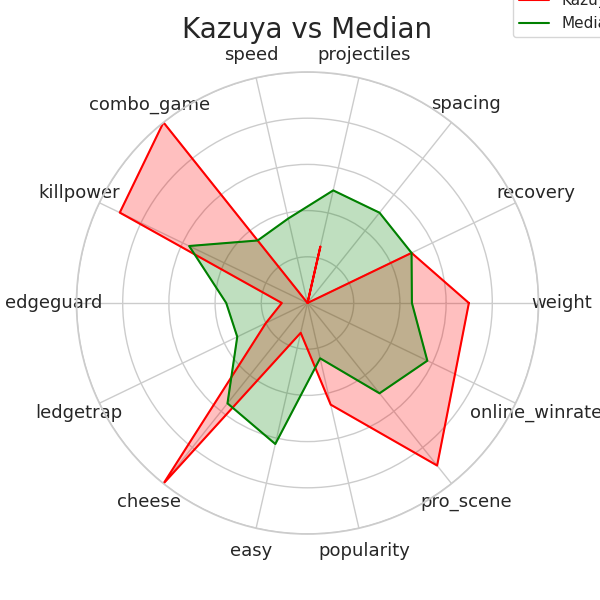 Kazuya vs Median
speed
projectiles
combo_game
spacing
killpower
recovery
edgeguard
weight
ledgetrap
online_winrate
cheese
pro_scene
easy
popularity